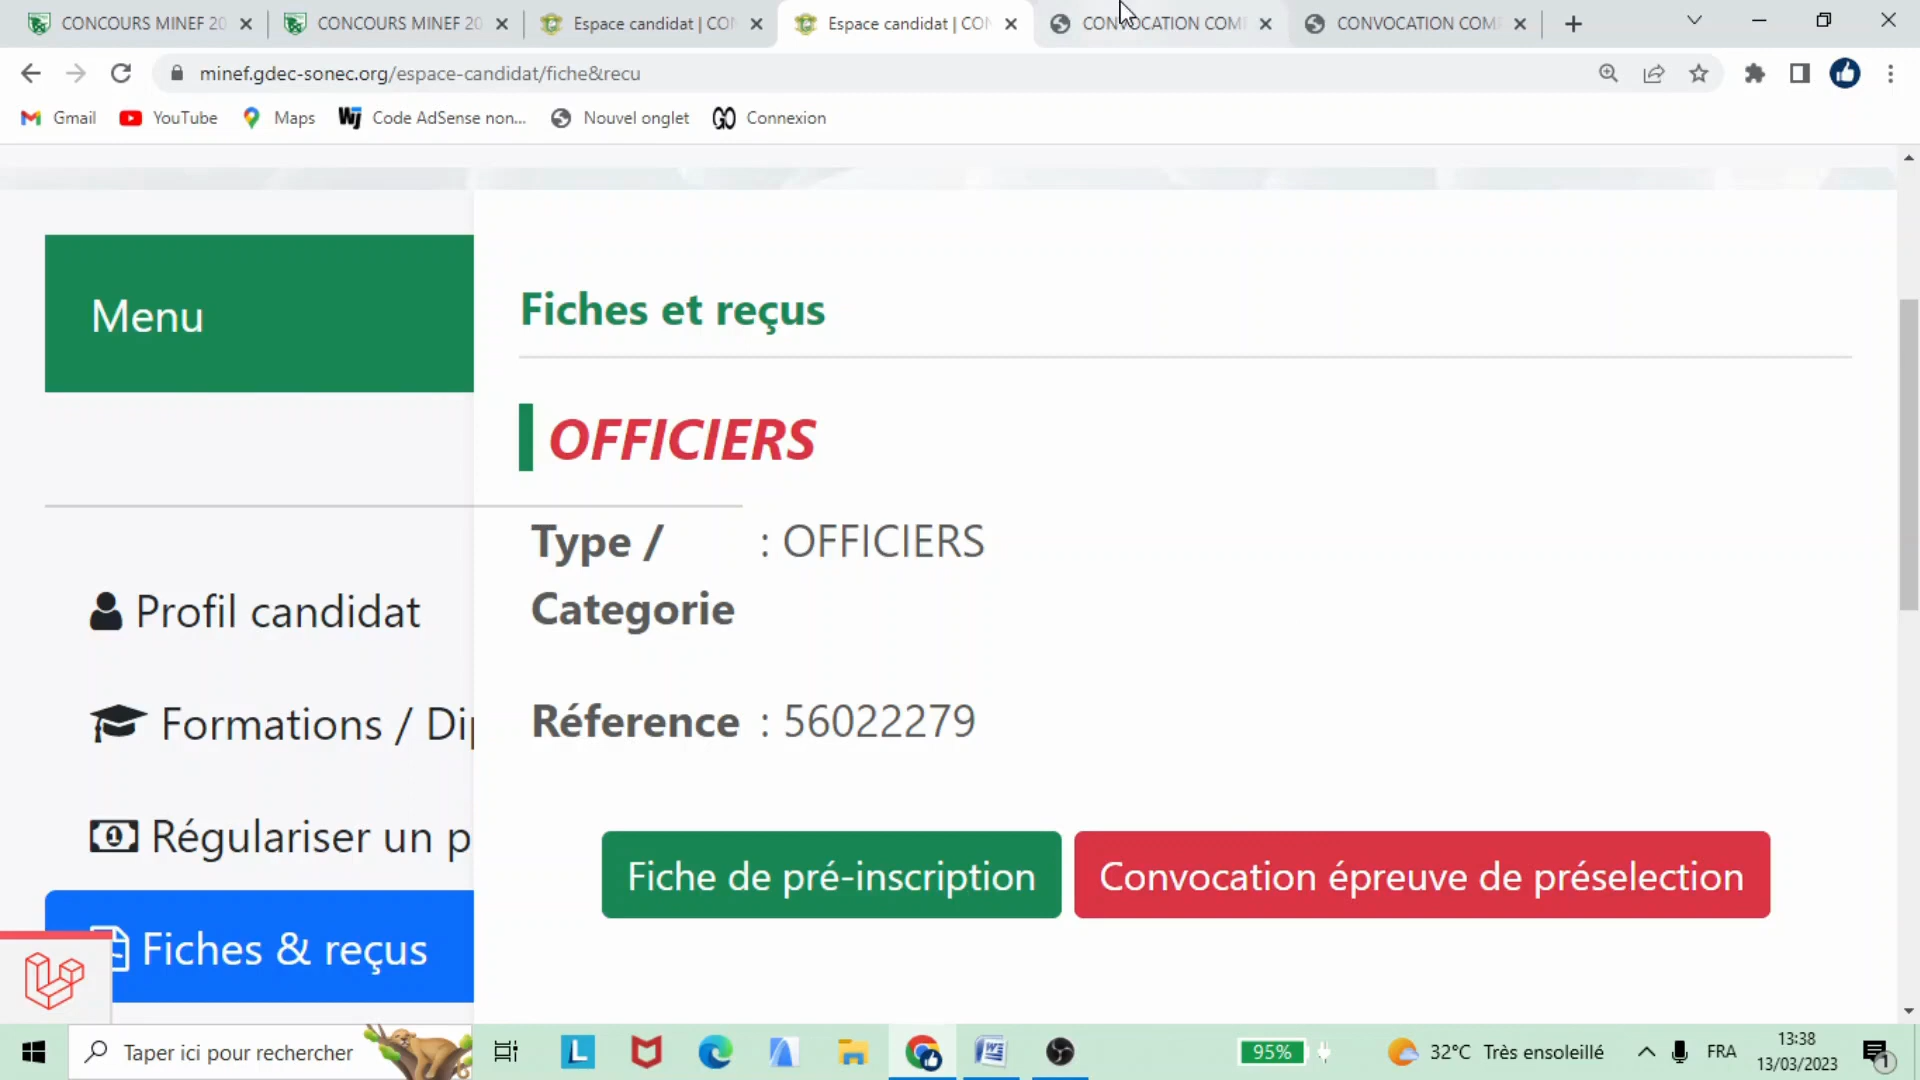 CONCOURS MINEF 20
CONCOURS MINEF 20
Espace candidat | CON
Espace candidat | CON
CONVOCATION COM
CONVOCATION COM
minef.gdec-sonec.org/espace-candidat/fiche&recu
Gmail
YouTube
Maps
Code AdSense non...
Nouvel onglet
Connexion
Menu
Fiches et reçus
OFFICIERS
Type / : OFFICIERS
Categorie
Profil candidat
Formations / Dip
Réference : 56022279
Régulariser un p
Fiche de pré-inscription
Convocation épreuve de préselection
Fiches & reçus
Taper ici pour rechercher
95%
32°C Très ensoleillé
FRA
13:38
13/03/2023
1